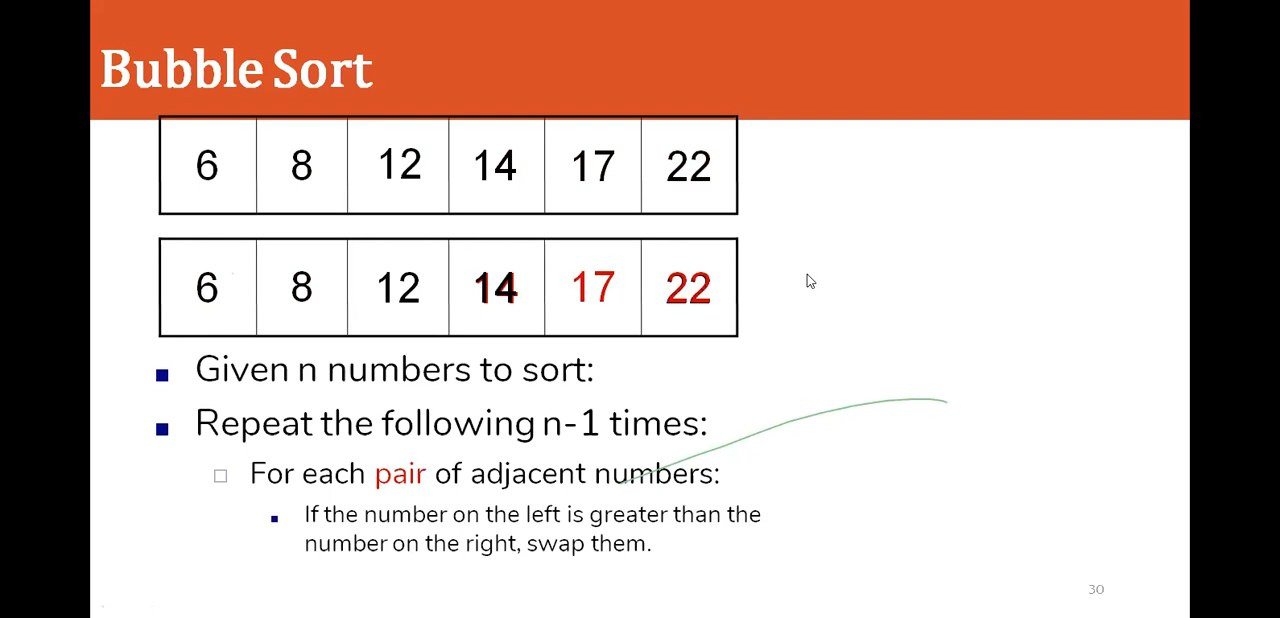 Bubble Sort
6 8 12 14 17 22
6 8 12 14 17 22
Given n numbers to sort:
Repeat the following n-1 times:
For each pair of adjacent numbers:
If the number on the left is greater than the
number on the right, swap them.
30